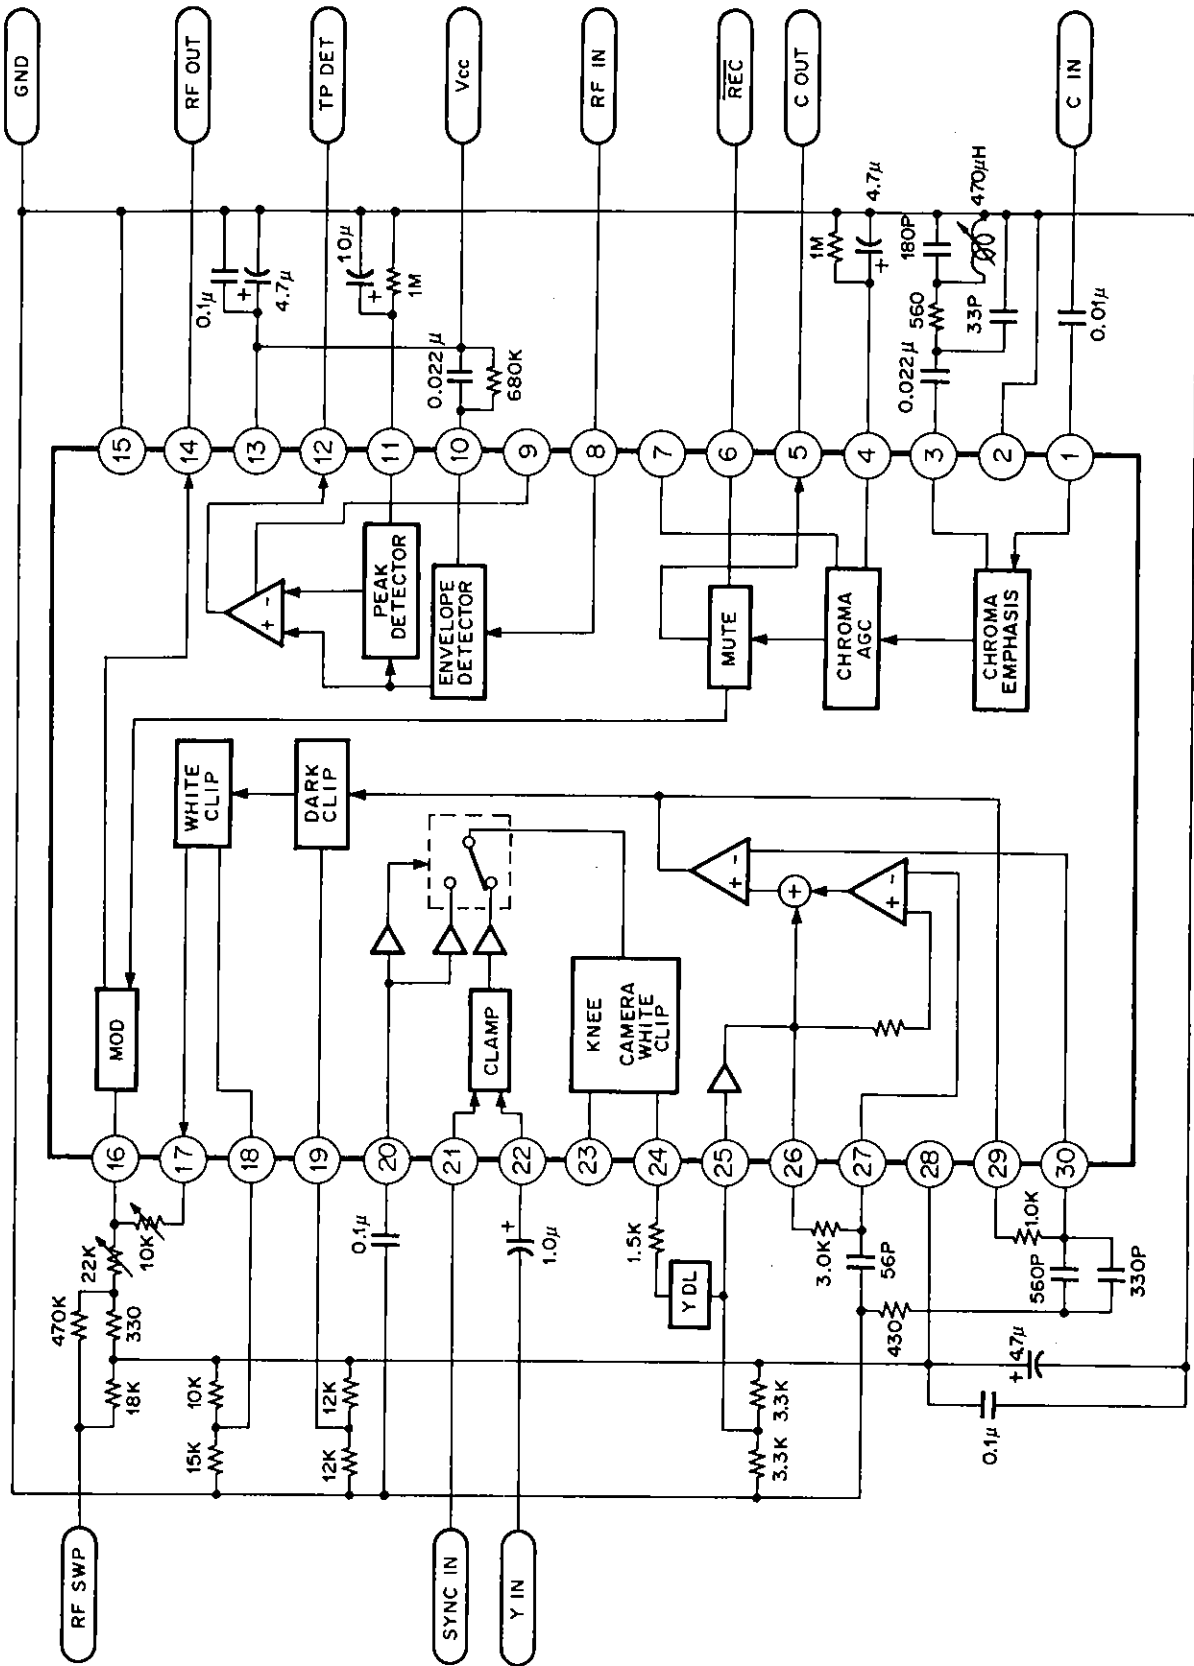 GND
RF OUT
TP DET
Vcc
RF IN
REC
C OUT
C IN
0.1μ
4.7μ
10μ
1M
0.022μ
680K
1M
4.7μ
180P
470μH
560
33P
0.022μ
0.01μ
15
14
13
12
11
10
9
8
7
6
5
4
3
2
1
+ -
PEAK
DETECTOR
ENVELOPE
DETECTOR
MUTE
CHROMA
AGC
CHROMA
EMPHASIS
WHITE
CLIP
DARK
CLIP
MOD
CLAMP
KNEE
CAMERA
WHITE
CLIP
+ -
+
+ -
16
17
18
19
20
21
22
23
24
25
26
27
28
29
30
22K
10K
470K
330
18K
10K
15K
12K
12K
0.1μ
+
1.0μ
1.5K
Y DL
3.3K
3.3K
3.0K
56P
430
1.0K
560P
330P
+
4.7μ
0.1μ
RF SWP
SYNC IN
Y IN